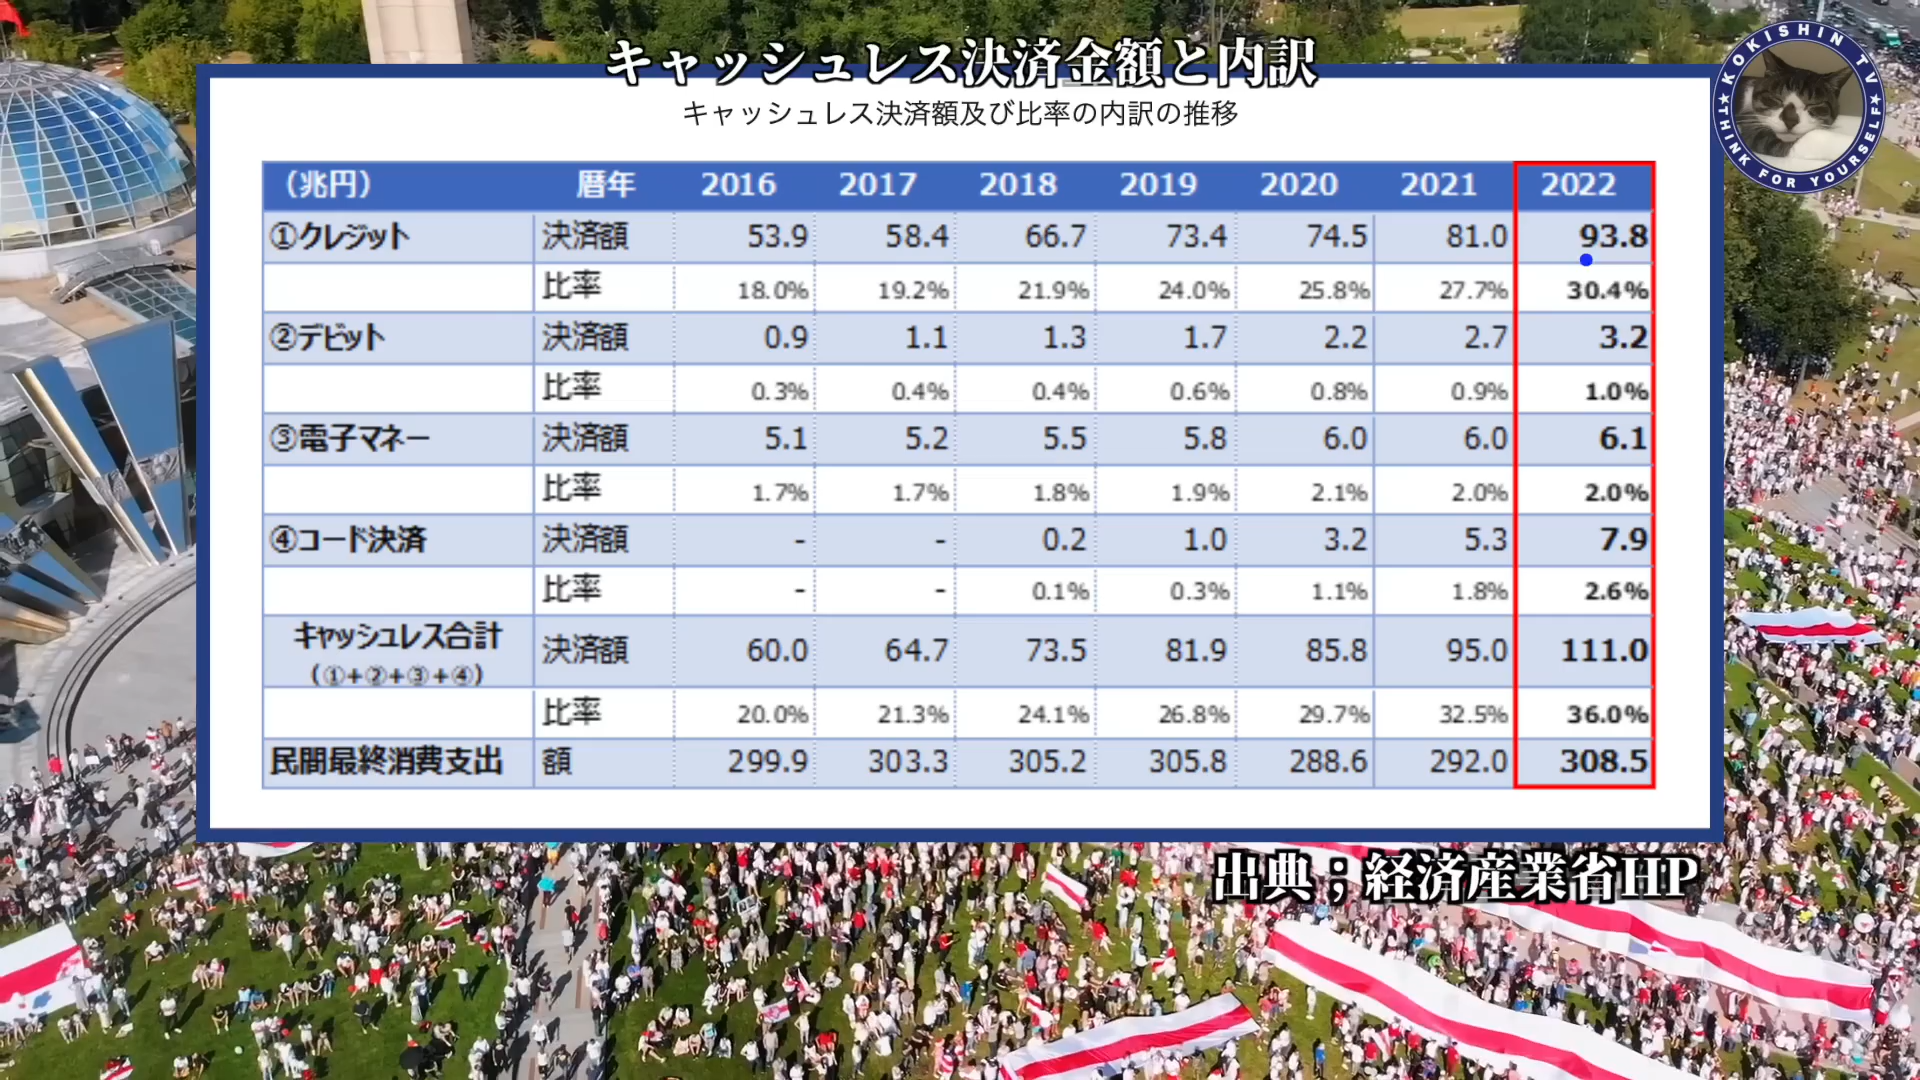 キャッシュレス決済金額と内訳
キャッシュレス決済額及び比率の内訳の推移
KOKISHIN TV
★THINK FOR YOURSELF★
（兆円） 暦年 2016 2017 2018 2019 2020 2021 2022
①クレジット 決済額 53.9 58.4 66.7 73.4 74.5 81.0 93.8
比率 18.0% 19.2% 21.9% 24.0% 25.8% 27.7% 30.4%
②デビット 決済額 0.9 1.1 1.3 1.7 2.2 2.7 3.2
比率 0.3% 0.4% 0.4% 0.6% 0.8% 0.9% 1.0%
③電子マネー 決済額 5.1 5.2 5.5 5.8 6.0 6.0 6.1
比率 1.7% 1.7% 1.8% 1.9% 2.1% 2.0% 2.0%
④コード決済 決済額 - - 0.2 1.0 3.2 5.3 7.9
比率 - - 0.1% 0.3% 1.1% 1.8% 2.6%
キャッシュレス合計 決済額 60.0 64.7 73.5 81.9 85.8 95.0 111.0
（①+②+③+④）
比率 20.0% 21.3% 24.1% 26.8% 29.7% 32.5% 36.0%
民間最終消費支出 額 299.9 303.3 305.2 305.8 288.6 292.0 308.5
出典；経済産業省HP